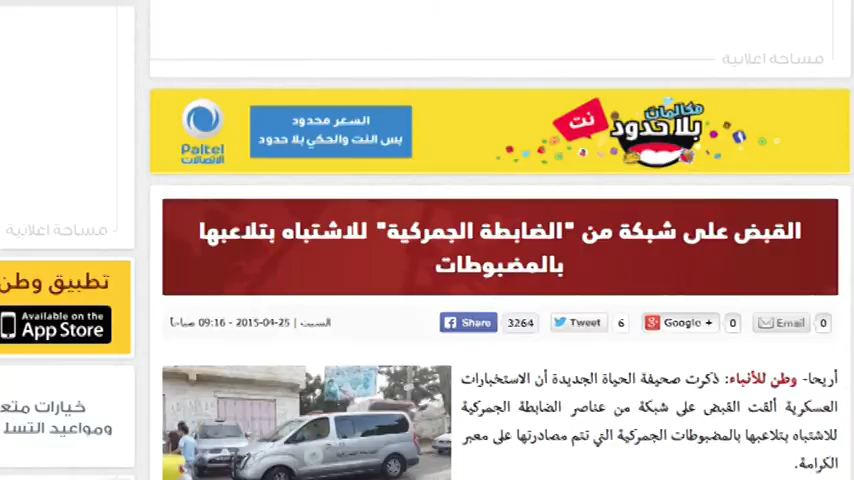 مساحة اعلانية
Paltel
الاتصالات
السعر محدود
بس النت والحكي بلا حدود
نت
مكالمات
بلا حدود
القبض على شبكة من "الضابطة الجمركية" للاشتباه بتلاعبها
بالمضبوطات
مساحة اعلانية
السبت | 25-04-2015 - 09:16 صباحاً
Share 3264 Tweet 6 Google + 0 Email 0
تطبيق وطن
Available on the
App Store
أريحا- وطن للأنباء: ذكرت صحيفة الحياة الجديدة أن الاستخبارات
العسكرية ألقت القبض على شبكة من عناصر الضابطة الجمركية
للاشتباه بتلاعبها بالمضبوطات الجمركية التي تتم مصادرتها على معبر
الكرامة.
خيارات متع
ومواعيد التسل